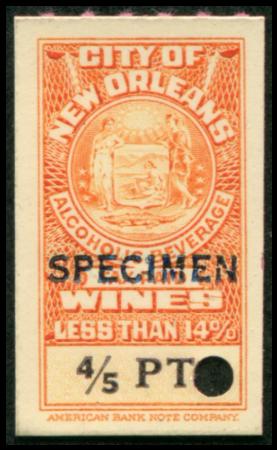 CITY OF
NEW ORLEANS
ALCOHOLIC BEVERAGE
SPECIMEN
WINES
LESS THAN 14%
4/5 PT
AMERICAN BANK NOTE COMPANY.